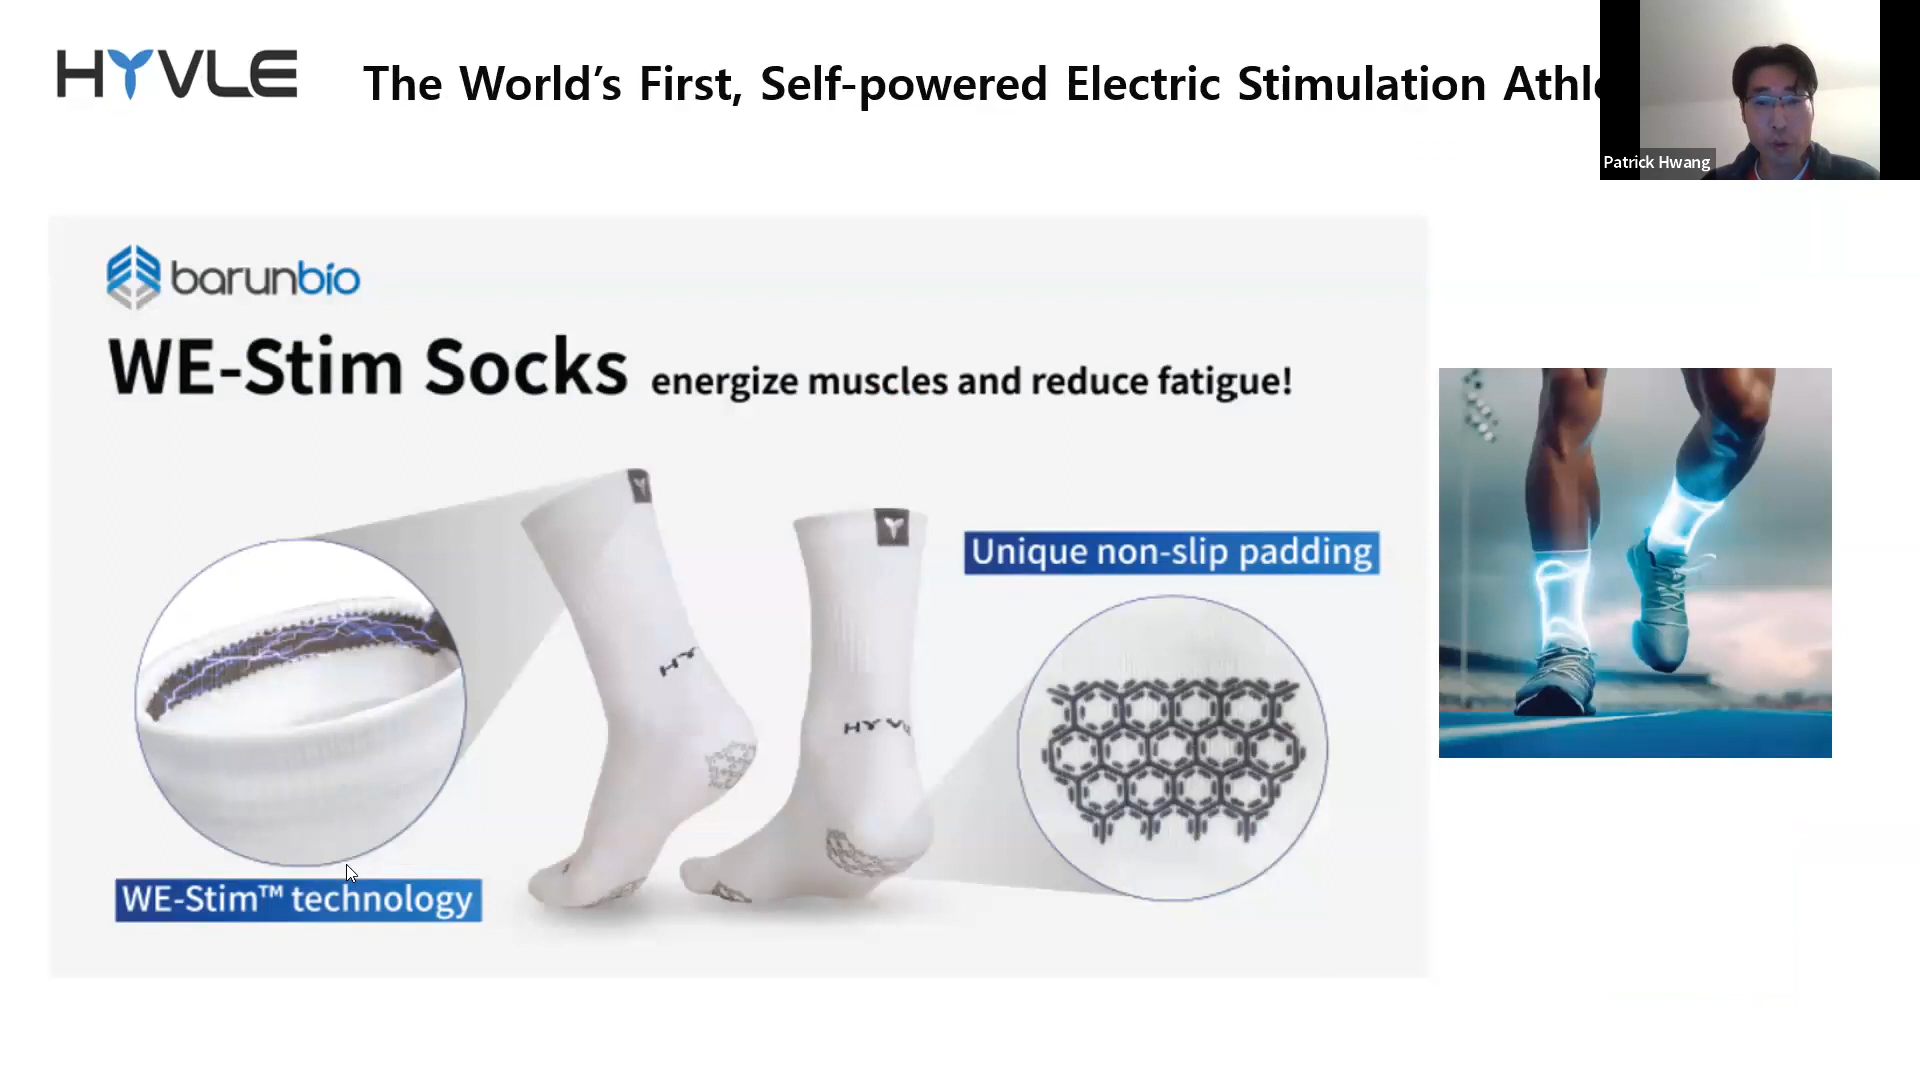 HYVLE
The World's First, Self-powered Electric Stimulation
Patrick Hwang
barunbio
WE-Stim Socks energize muscles and reduce fatigue!
Unique non-slip padding
HYVLE
WE-Stim™ technology